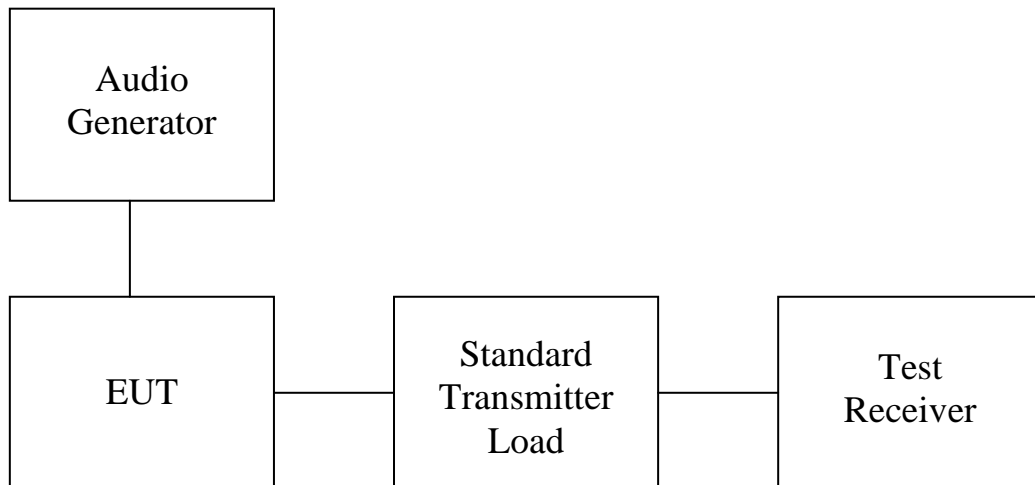 Audio
Generator
EUT
Standard
Transmitter
Load
Test
Receiver